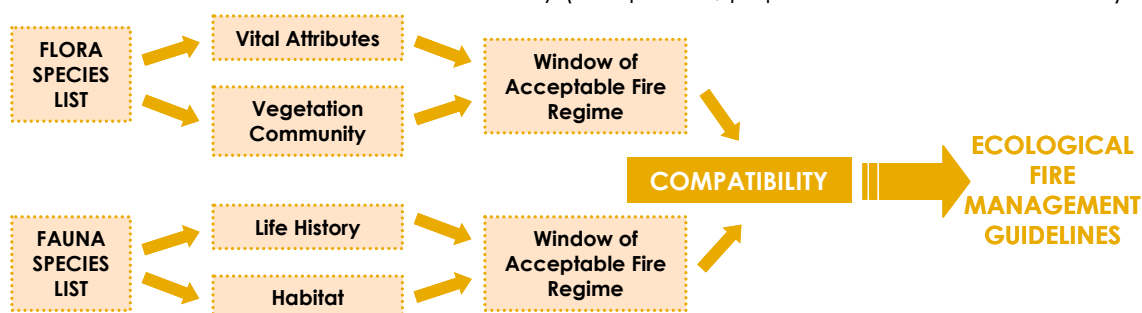 FLORA
SPECIES
LIST
Vital Attributes
Vegetation
Community
Window of
Acceptable Fire
Regime
COMPATIBILITY
ECOLOGICAL
FIRE
MANAGEMENT
GUIDELINES
FAUNA
SPECIES
LIST
Life History
Habitat
Window of
Acceptable Fire
Regime